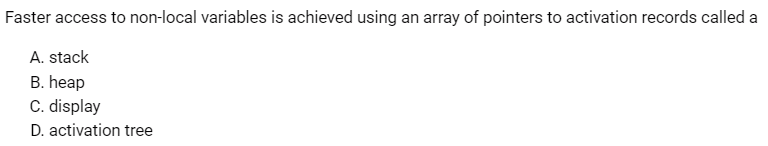 Faster access to non-local variables is achieved using an array of pointers to activation records called a
A. stack
B. heap
C. display
D. activation tree